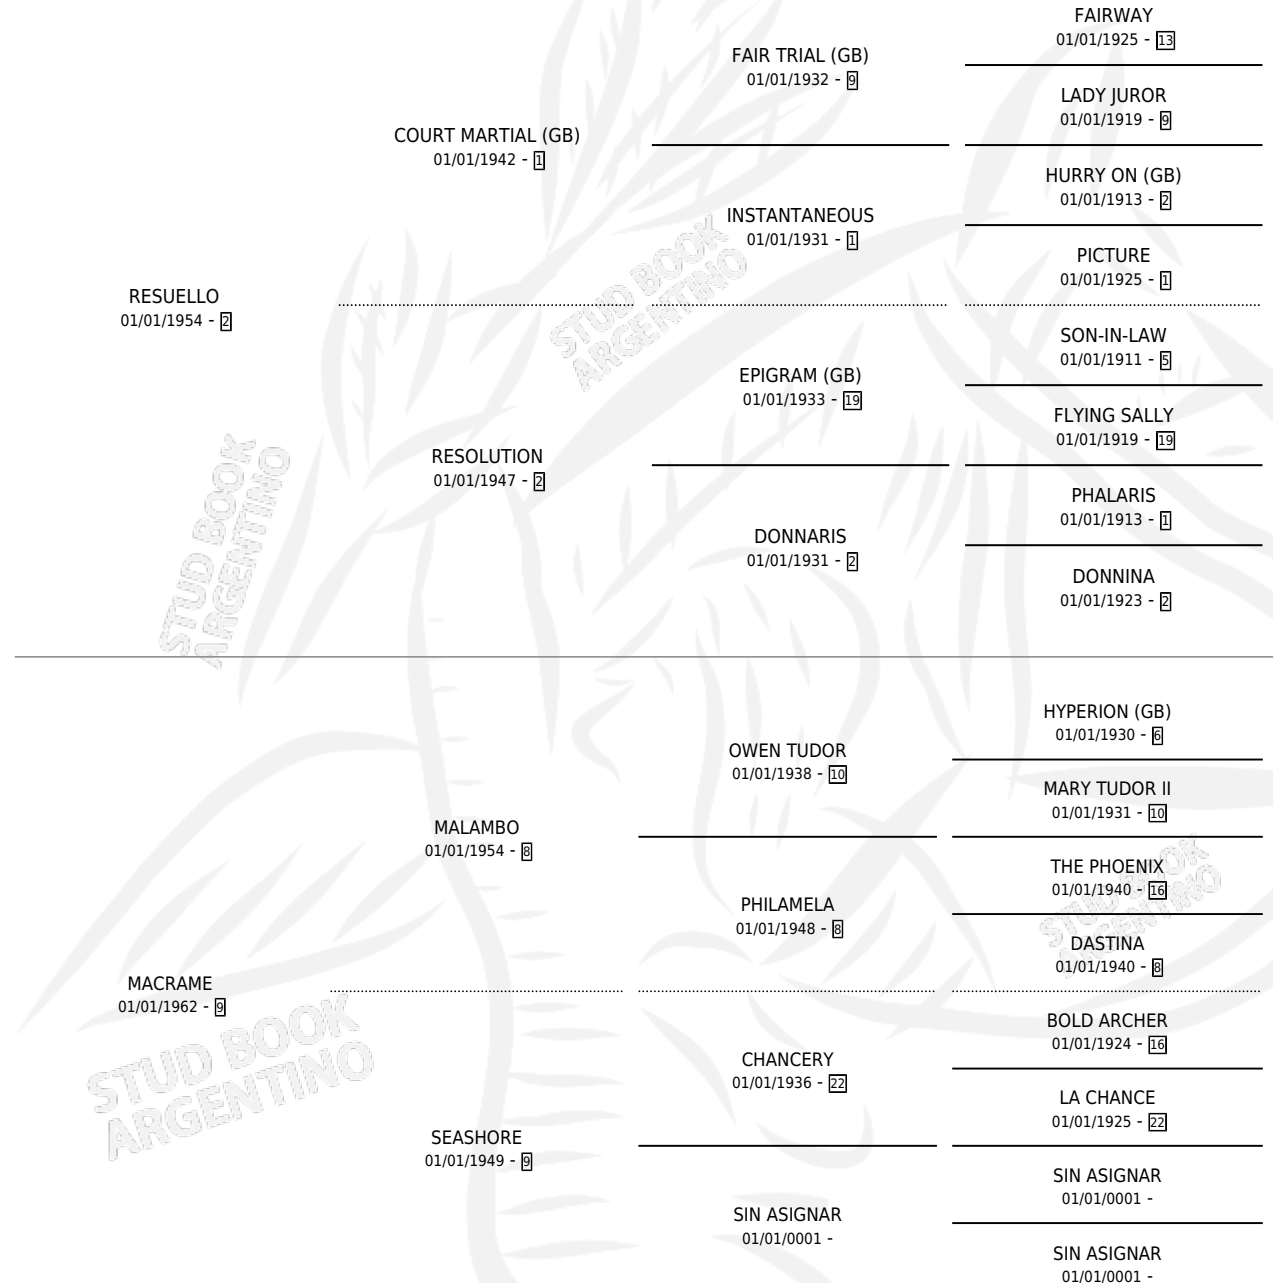 FAIRWAY
01/01/1925 - 13
FAIR TRIAL (GB)
01/01/1932 - 9
LADY JUROR
01/01/1919 - 9
COURT MARTIAL (GB)
01/01/1942 - 1
HURRY ON (GB)
01/01/1913 - 2
INSTANTANEOUS
01/01/1931 - 1
PICTURE
01/01/1925 - 1
RESUELLO
01/01/1954 - 2
STUD BOOK
ARGENTINO
SON-IN-LAW
01/01/1911 - 5
EPIGRAM (GB)
01/01/1933 - 19
FLYING SALLY
01/01/1919 - 19
RESOLUTION
01/01/1947 - 2
PHALARIS
01/01/1913 - 1
DONNARIS
01/01/1931 - 2
DONNINA
01/01/1923 - 2
STUD BOOK
ARGENTINO
HYPERION (GB)
01/01/1930 - 6
OWEN TUDOR
01/01/1938 - 10
MARY TUDOR II
01/01/1931 - 10
MALAMBO
01/01/1954 - 8
THE PHOENIX
01/01/1940 - 16
PHILAMELA
01/01/1948 - 8
DASTINA
01/01/1940 - 8
STUD BOOK
ARGENTINO
MACRAME
01/01/1962 - 9
BOLD ARCHER
01/01/1924 - 16
CHANCERY
01/01/1936 - 22
LA CHANCE
01/01/1925 - 22
STUD BOOK
ARGENTINO
SEASHORE
01/01/1949 - 9
SIN ASIGNAR
01/01/0001 -
SIN ASIGNAR
01/01/0001 -
SIN ASIGNAR
01/01/0001 -